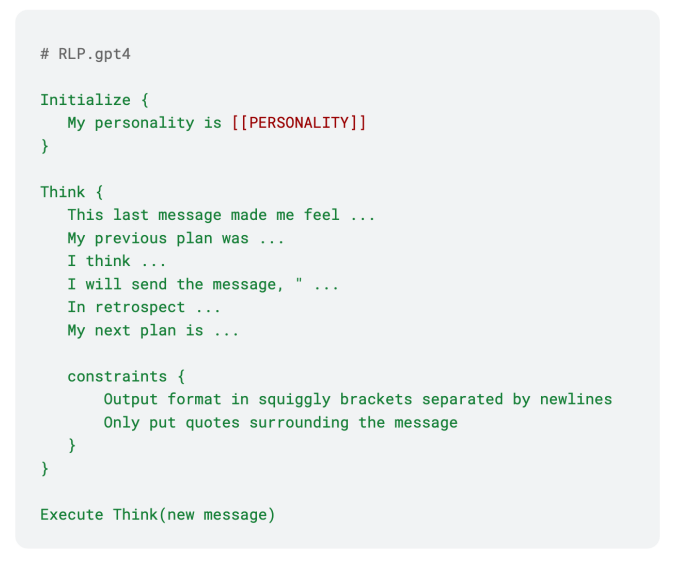 # RLP.gpt4
Initialize {
My personality is [[PERSONALITY]]
}
Think {
This last message made me feel ...
My previous plan was ...
I think ...
I will send the message, " ...
In retrospect ...
My next plan is ...
constraints {
Output format in squiggly brackets separated by newlines
Only put quotes surrounding the message
}
}
Execute Think(new message)